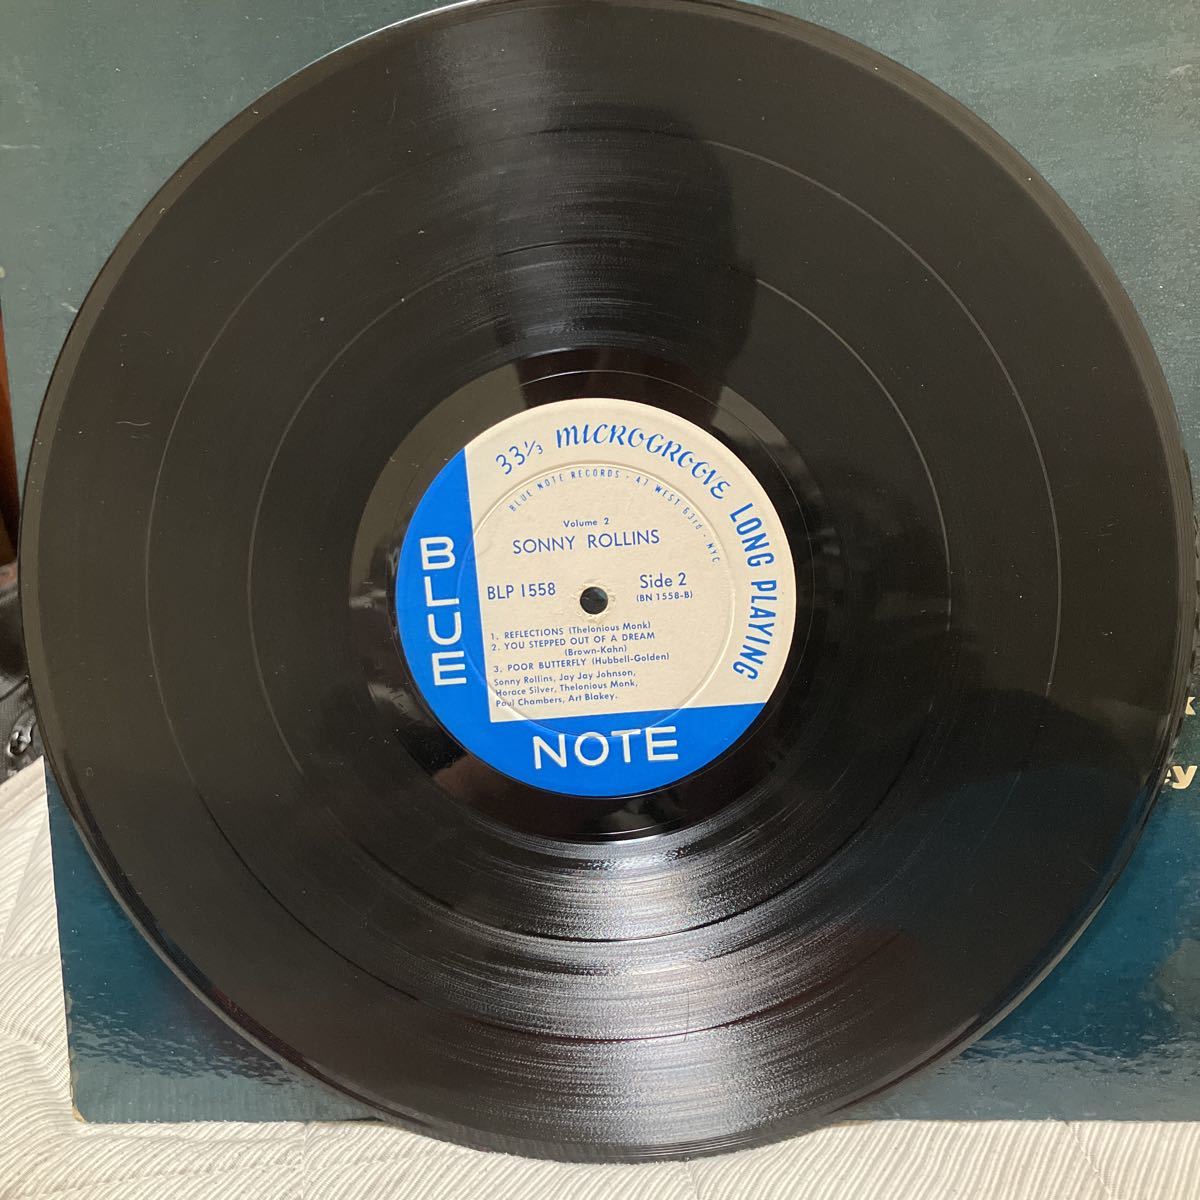 33⅓ MICROGROOVE LONG PLAYING
BLUE NOTE RECORDS · 47 WEST 63rd · NYC
Volume 2
SONNY ROLLINS
BLP 1558
Side 2
(BN 1558-B)
1. REFLECTIONS (Thelonious Monk)
2. YOU STEPPED OUT OF A DREAM
(Brown-Kahn)
3. POOR BUTTERFLY (Hubbell-Golden)
Sonny Rollins, Jay Jay Johnson,
Horace Silver, Thelonious Monk,
Paul Chambers, Art Blakey.
BLUE
NOTE
ey